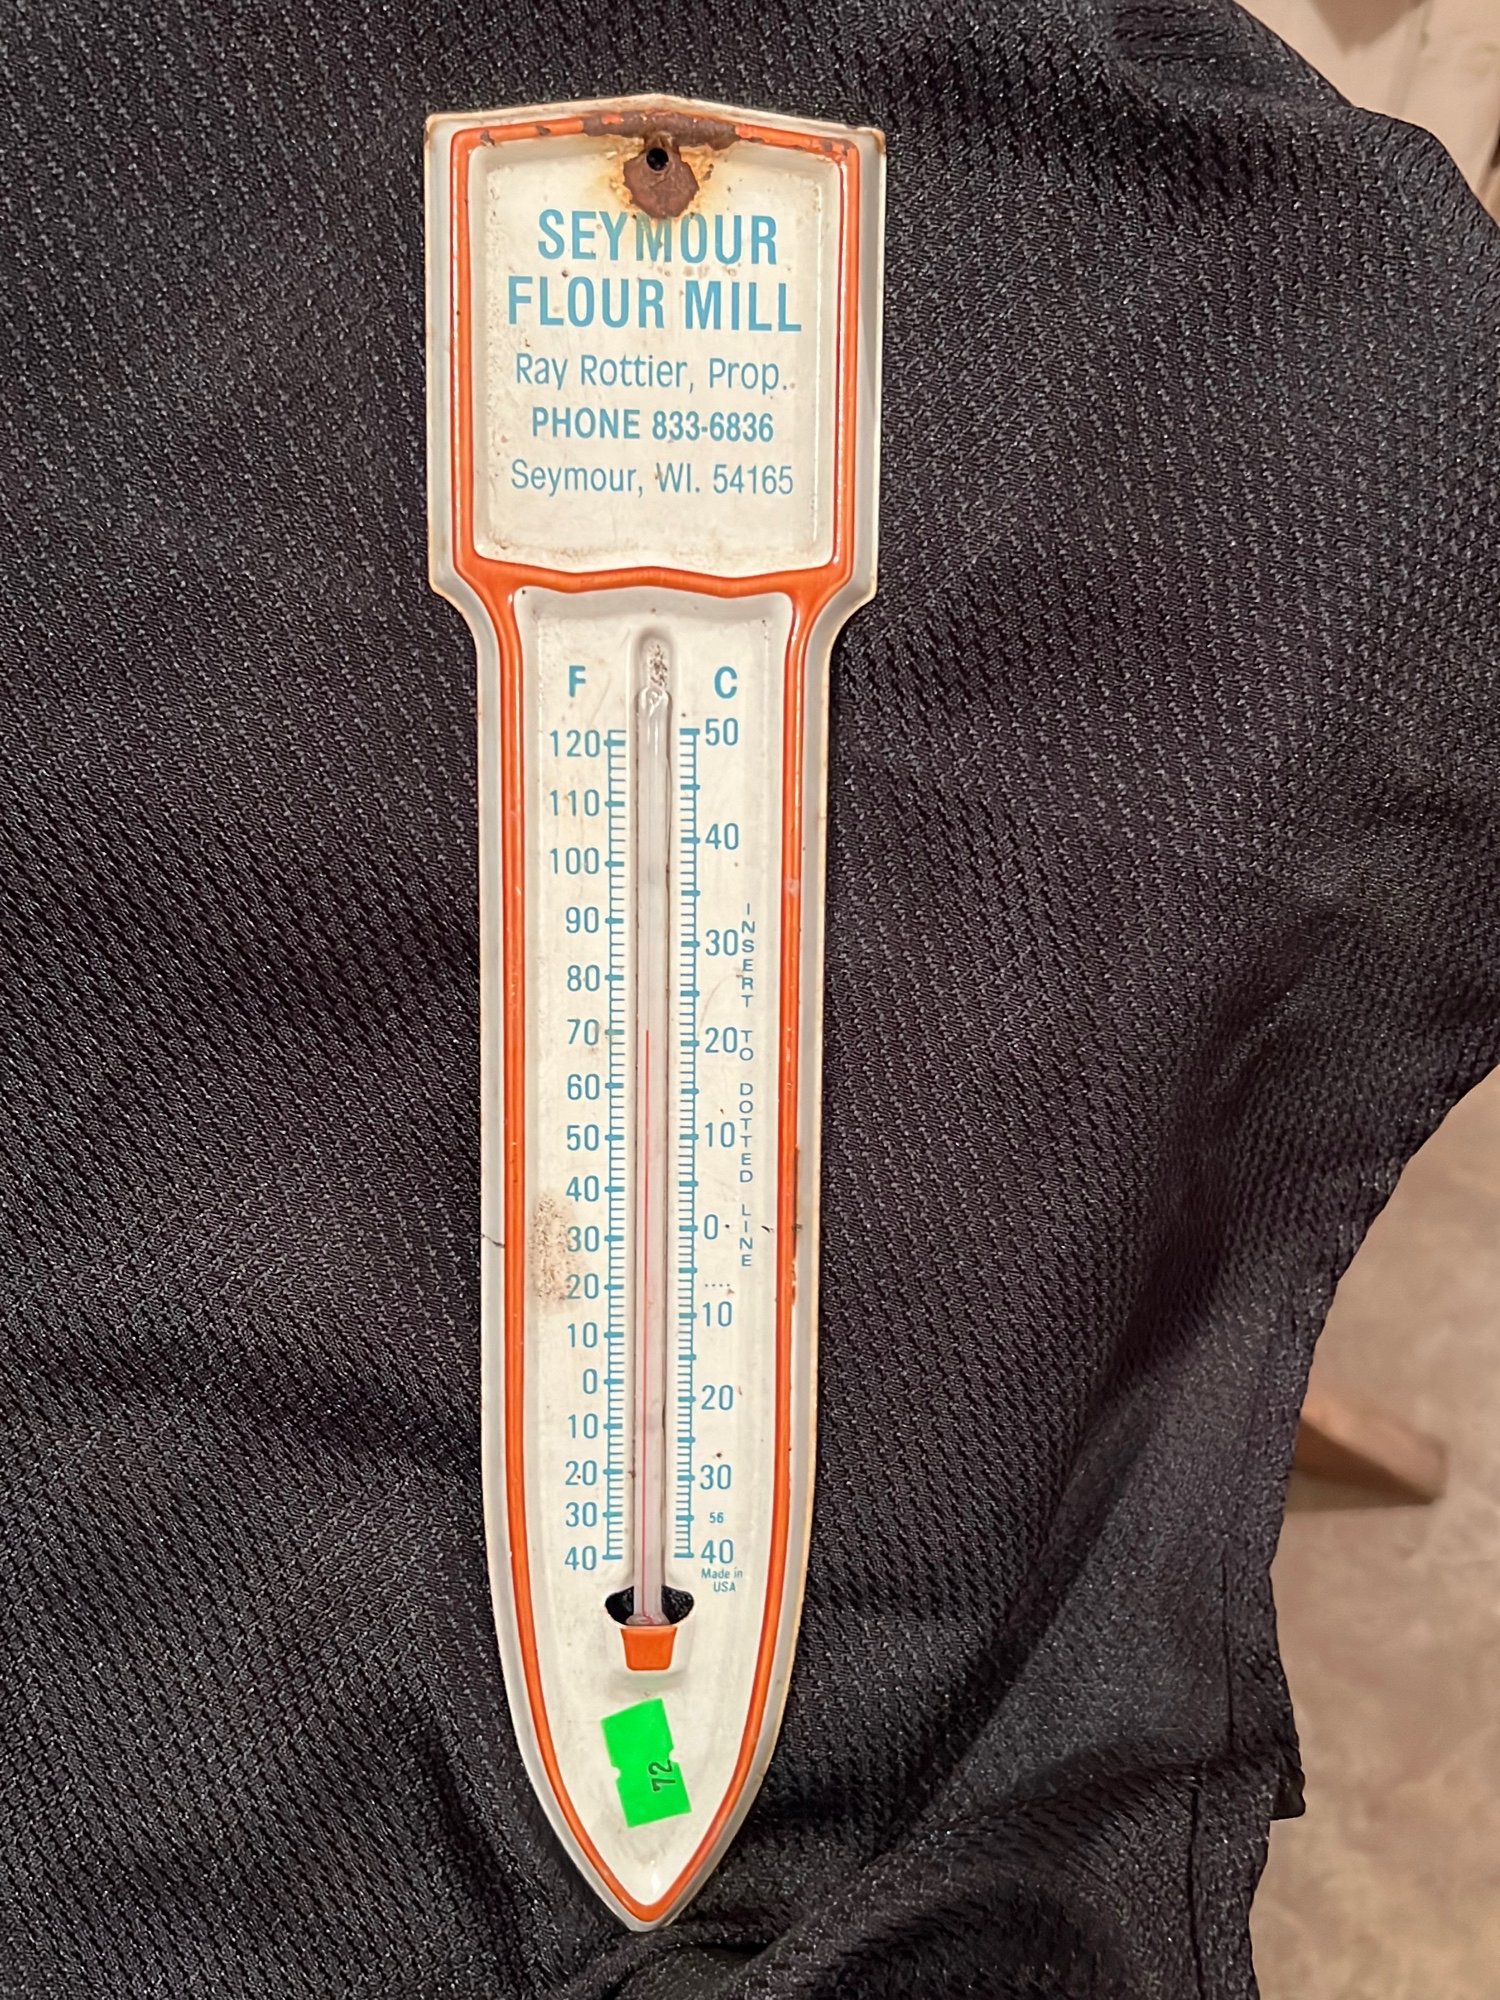 SEYMOUR
FLOUR MILL
Ray Rottier, Prop.
PHONE 833-6836
Seymour, WI. 54165
F C
120 50
110
100 40
90
80 30
70 20
60
50 10
40
30 0
20 ....
10 10
0
10 20
20 30
30 56
40 40
Made in
USA
INSERT TO DOTTED LINE
72